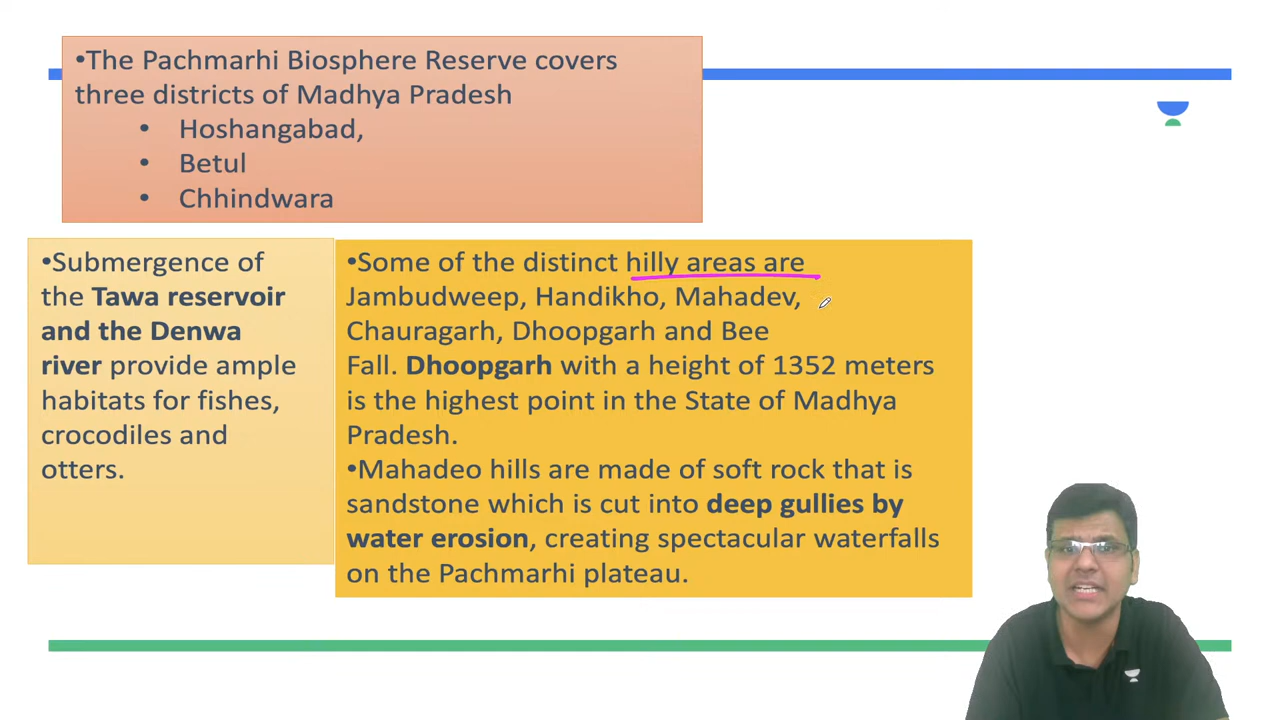 •The Pachmarhi Biosphere Reserve covers
three districts of Madhya Pradesh
• Hoshangabad,
• Betul
• Chhindwara
•Submergence of
the Tawa reservoir
and the Denwa
river provide ample
habitats for fishes,
crocodiles and
otters.
•Some of the distinct hilly areas are
Jambudweep, Handikho, Mahadev,
Chauragarh, Dhoopgarh and Bee
Fall. Dhoopgarh with a height of 1352 meters
is the highest point in the State of Madhya
Pradesh.
•Mahadeo hills are made of soft rock that is
sandstone which is cut into deep gullies by
water erosion, creating spectacular waterfalls
on the Pachmarhi plateau.